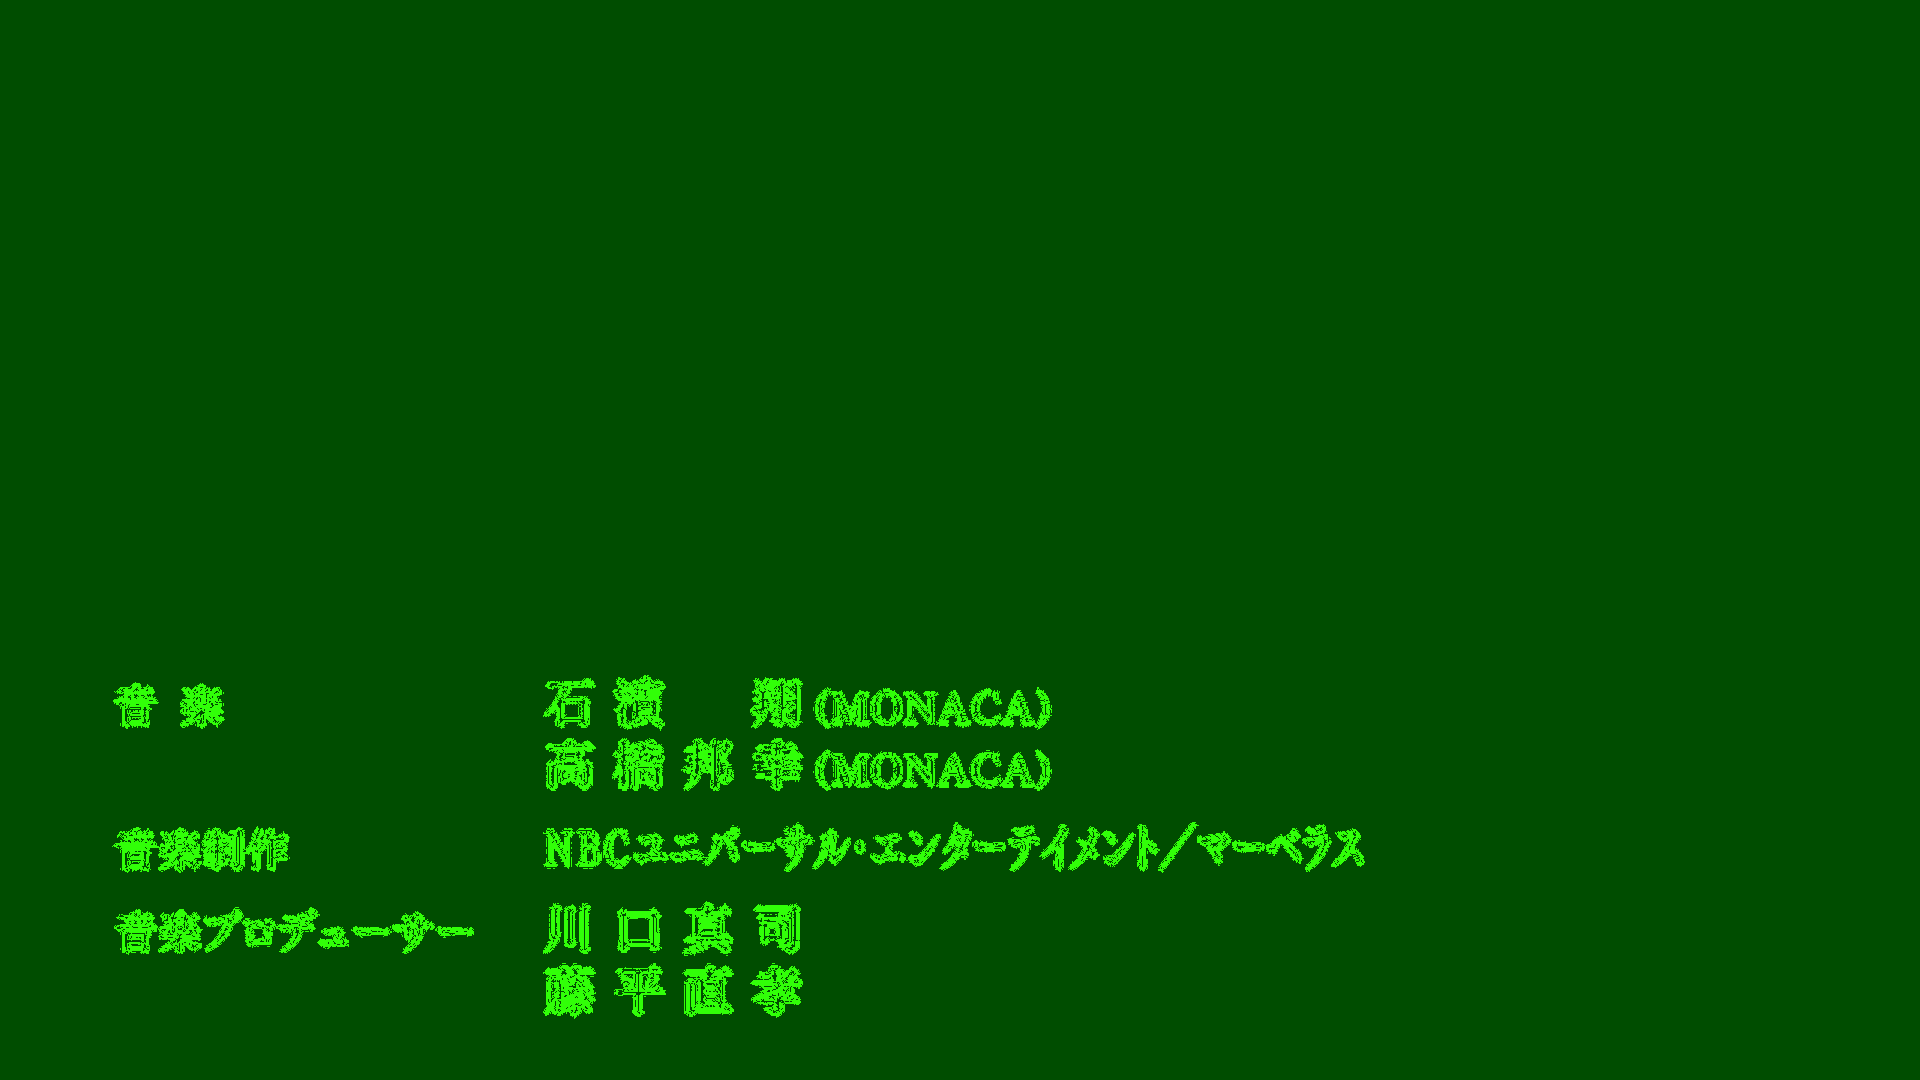 音楽 石濱 翔(MONACA)
高橋邦幸(MONACA)
音楽制作 NBCユニバーサル・エンターテイメント／マーベラス
音楽プロデューサー 川口真司
藤平直孝